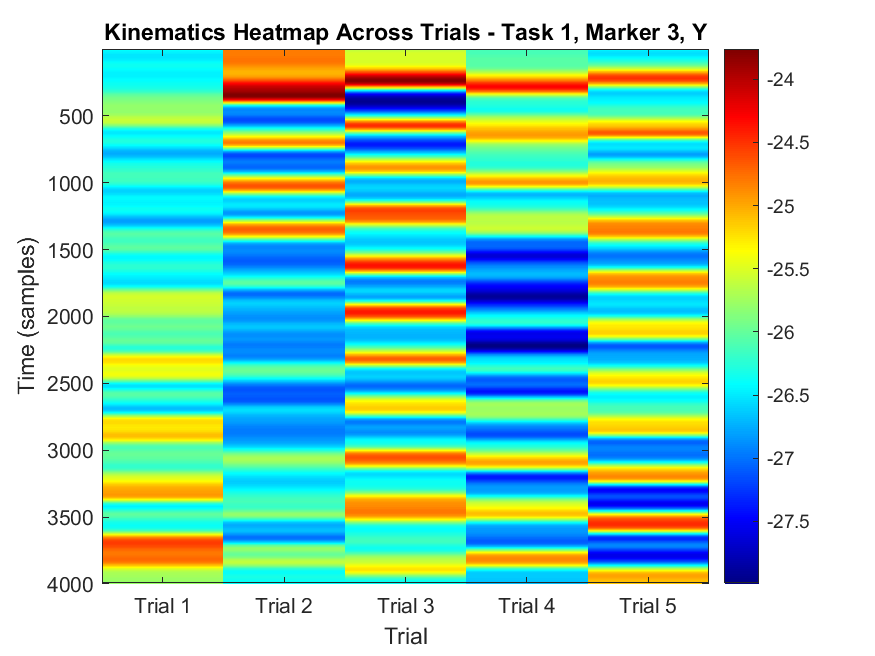 Kinematics Heatmap Across Trials - Task 1, Marker 3, Y
Time (samples)
500
1000
1500
2000
2500
3000
3500
4000
Trial 1
Trial 2
Trial 3
Trial 4
Trial 5
Trial
-24
-24.5
-25
-25.5
-26
-26.5
-27
-27.5